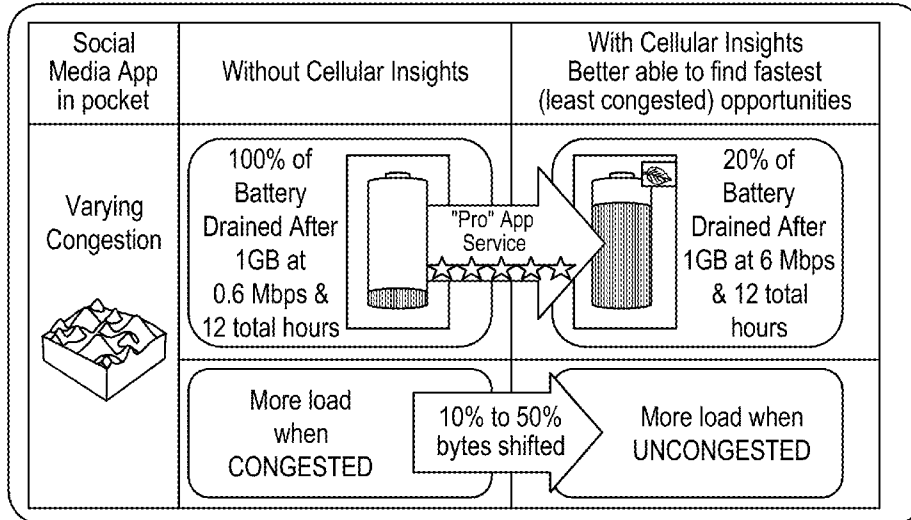 Social
Media App
in pocket
Without Cellular Insights
With Cellular Insights
Better able to find fastest
(least congested) opportunities
Varying
Congestion
100% of
Battery
Drained After
1GB at
0.6 Mbps &
12 total hours
"Pro" App
Service
20% of
Battery
Drained After
1GB at 6 Mbps
& 12 total
hours
More load
when
CONGESTED
10% to 50%
bytes shifted
More load when
UNCONGESTED